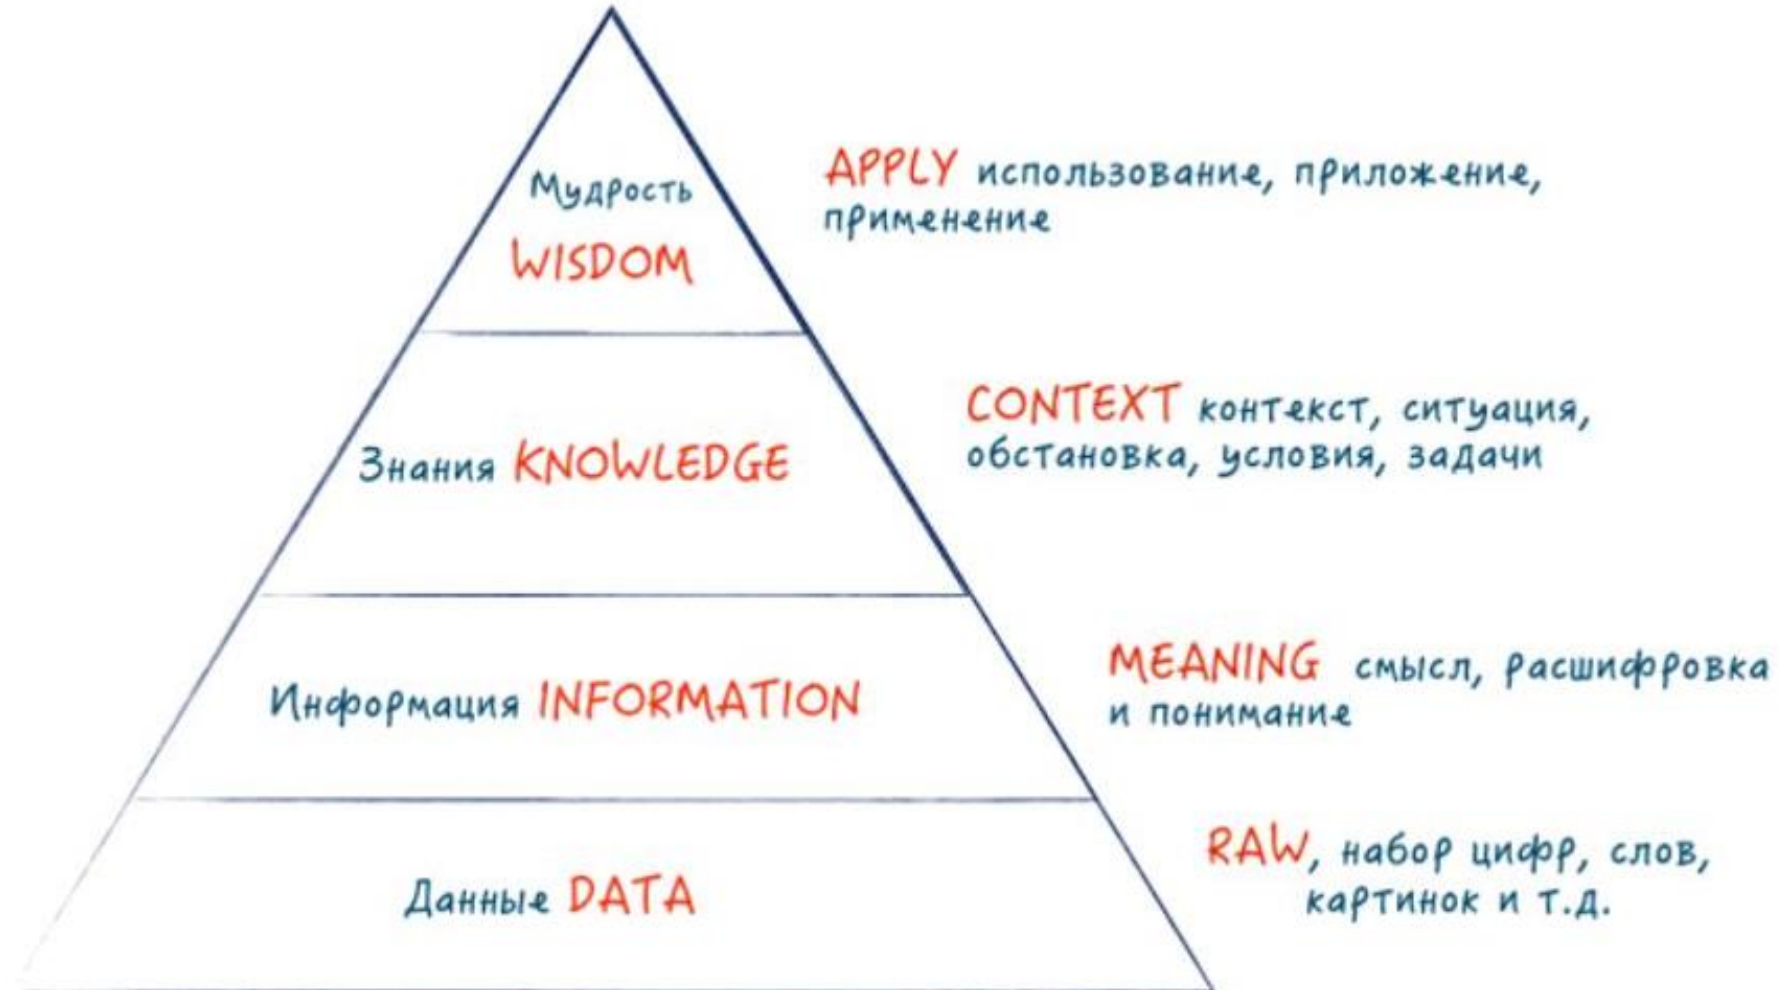 Мудрость
WISDOM
APPLY использование, приложение,
применение
Знания KNOWLEDGE
CONTEXT контекст, ситуация,
обстановка, условия, задачи
Информация INFORMATION
MEANING смысл, расшифровка
и понимание
Данные DATA
RAW, набор цифр, слов,
картинок и т.д.